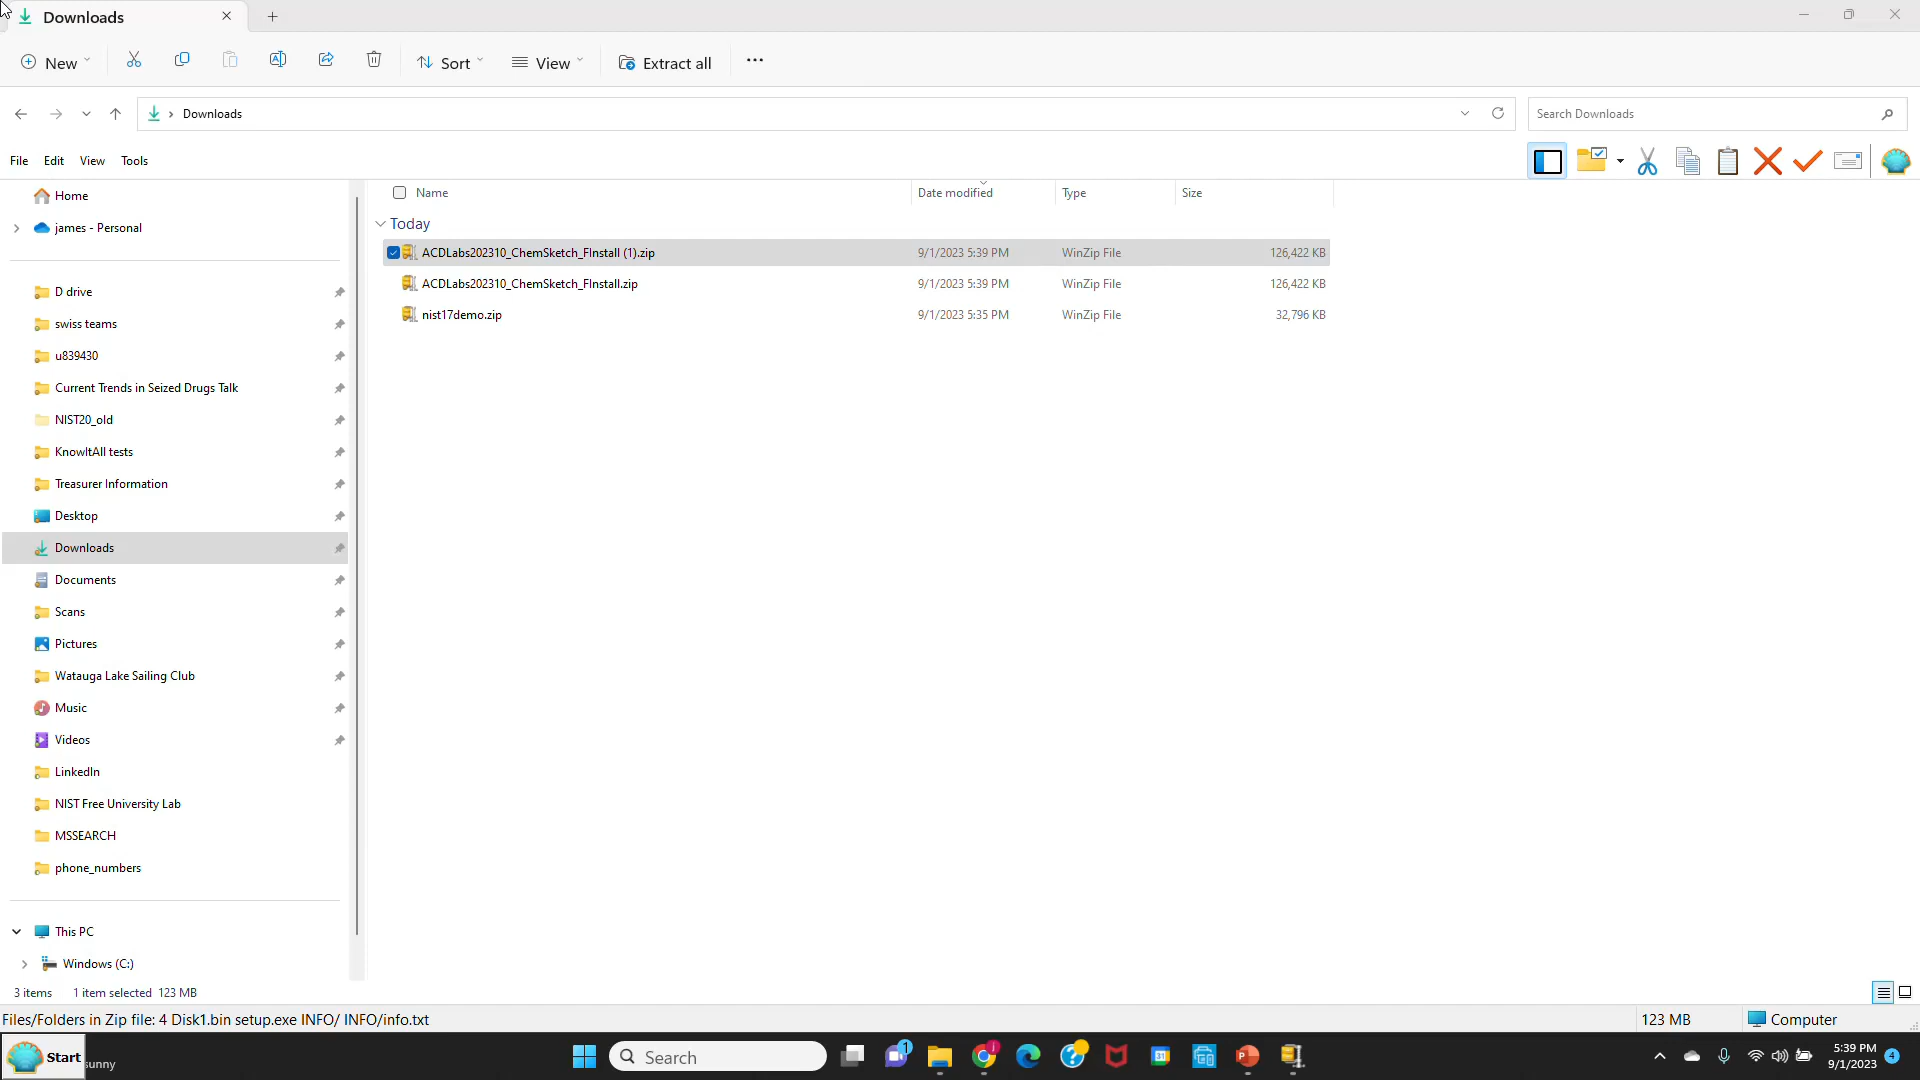 Downloads
New
Sort
View
Extract all
Downloads
Search Downloads
File Edit View Tools
Name Date modified Type Size
Today
ACDLabs202310_ChemSketch_FInstall (1).zip 9/1/2023 5:39 PM WinZip File 126,422 KB
ACDLabs202310_ChemSketch_FInstall.zip 9/1/2023 5:39 PM WinZip File 126,422 KB
nist17demo.zip 9/1/2023 5:35 PM WinZip File 32,796 KB
Home
james - Personal
D drive
swiss teams
u839430
Current Trends in Seized Drugs Talk
NIST20_old
KnowItAll tests
Treasurer Information
Desktop
Downloads
Documents
Scans
Pictures
Watauga Lake Sailing Club
Music
Videos
LinkedIn
NIST Free University Lab
MSSEARCH
phone_numbers
This PC
Windows (C:)
3 items 1 item selected 123 MB
Files/Folders in Zip file: 4 Disk1.bin setup.exe INFO/ INFO/info.txt 123 MB Computer
Start
sunny
Search
1
31
5:39 PM
9/1/2023
4